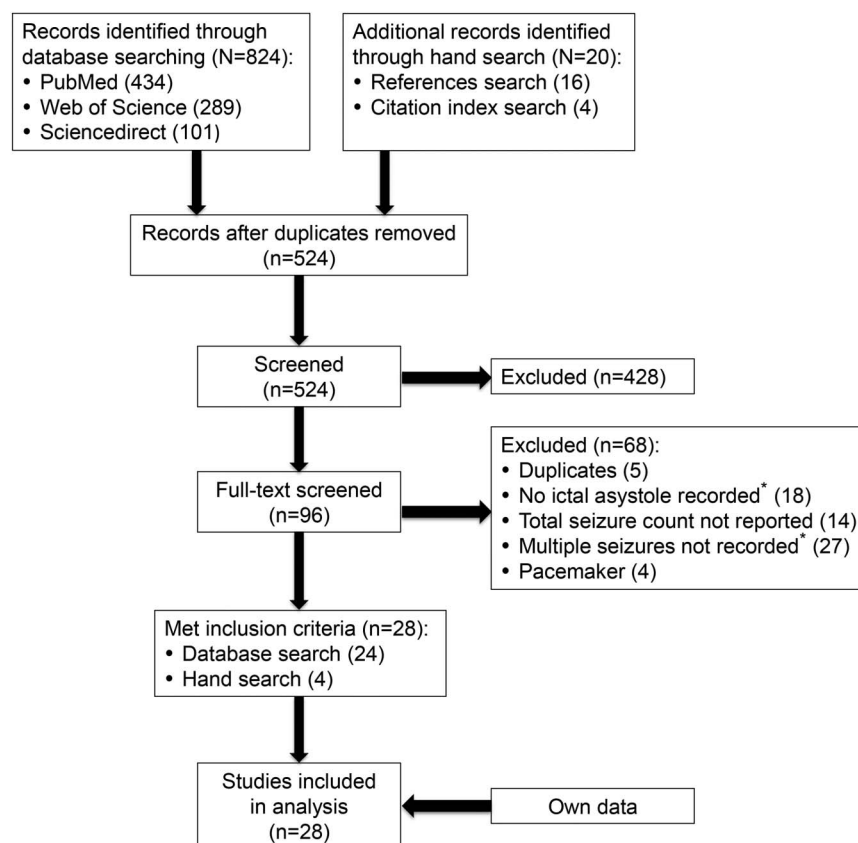 Records identified through
database searching (N=824):
• PubMed (434)
• Web of Science (289)
• Sciencedirect (101)
Additional records identified
through hand search (N=20):
• References search (16)
• Citation index search (4)
Records after duplicates removed
(n=524)
Screened
(n=524)
Excluded (n=428)
Full-text screened
(n=96)
Excluded (n=68):
• Duplicates (5)
• No ictal asystole recorded* (18)
• Total seizure count not reported (14)
• Multiple seizures not recorded* (27)
• Pacemaker (4)
Met inclusion criteria (n=28):
• Database search (24)
• Hand search (4)
Studies included
in analysis
(n=28)
Own data